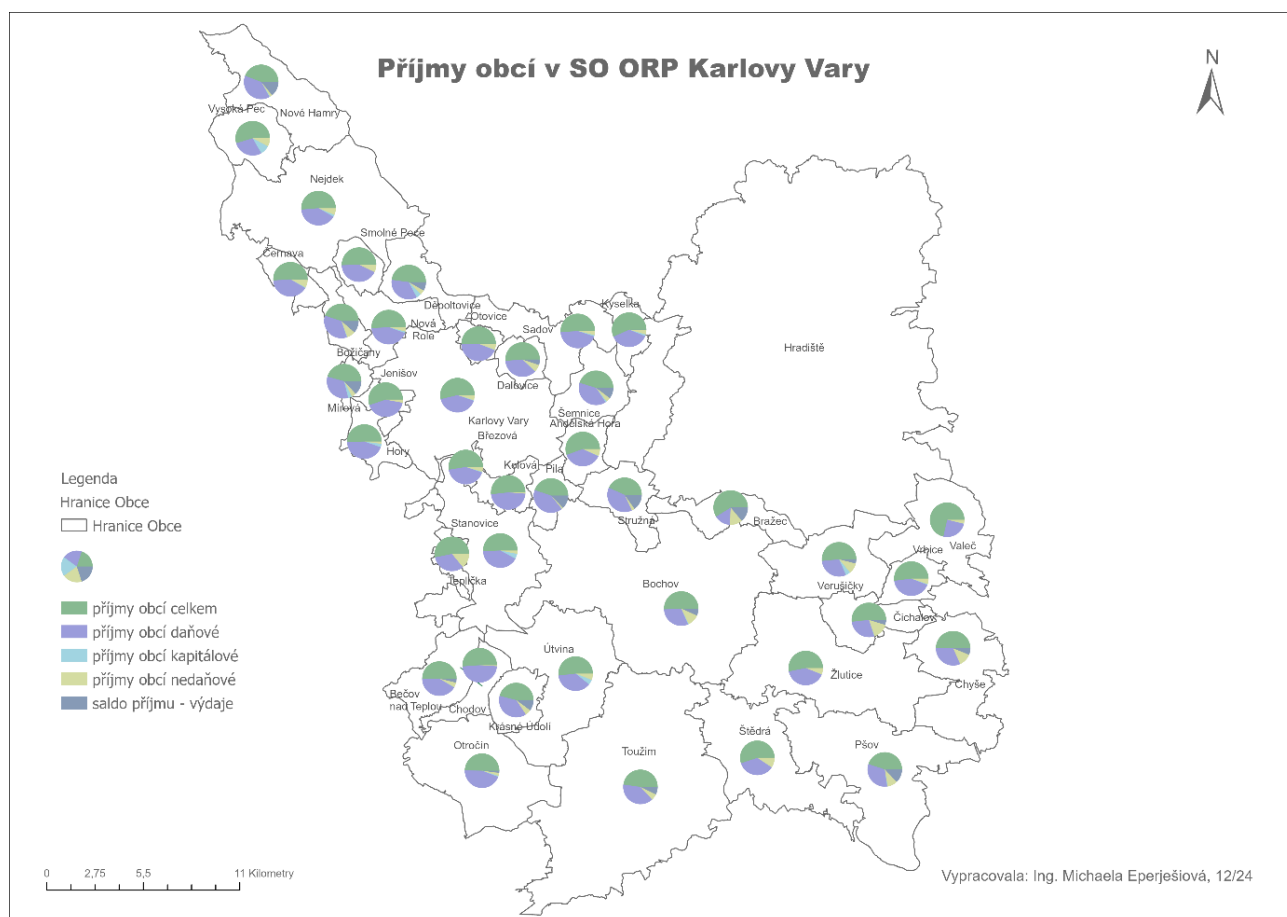 Příjmy obcí v SO ORP Karlovy Vary
N
Vysoká Pec
Nové Hamry
Nejdek
Smolné Pece
Černava
Děpoltovice
Nová
Role
Otovice
Sadov
Kyselka
Hradiště
Božičany
Jenišov
Dalovice
Mírová
Šemnice
Karlovy Vary
Andělská Hora
Březová
Hory
Kolová
Pila
Stanovice
Stružná
Bražec
Valeč
Vrbice
Teplička
Bochov
Verušičky
Čichalov
Útvina
Žlutice
Chyše
Bečov
nad Teplou
Chodov
Krásné Údolí
Otročín
Toužim
Štědrá
Pšov
Legenda
Hranice Obce
Hranice Obce
příjmy obcí celkem
příjmy obcí daňové
příjmy obcí kapitálové
příjmy obcí nedaňové
saldo příjmu - výdaje
0 2,75 5,5 11 Kilometry
Vypracovala: Ing. Michaela Eperješiová, 12/24